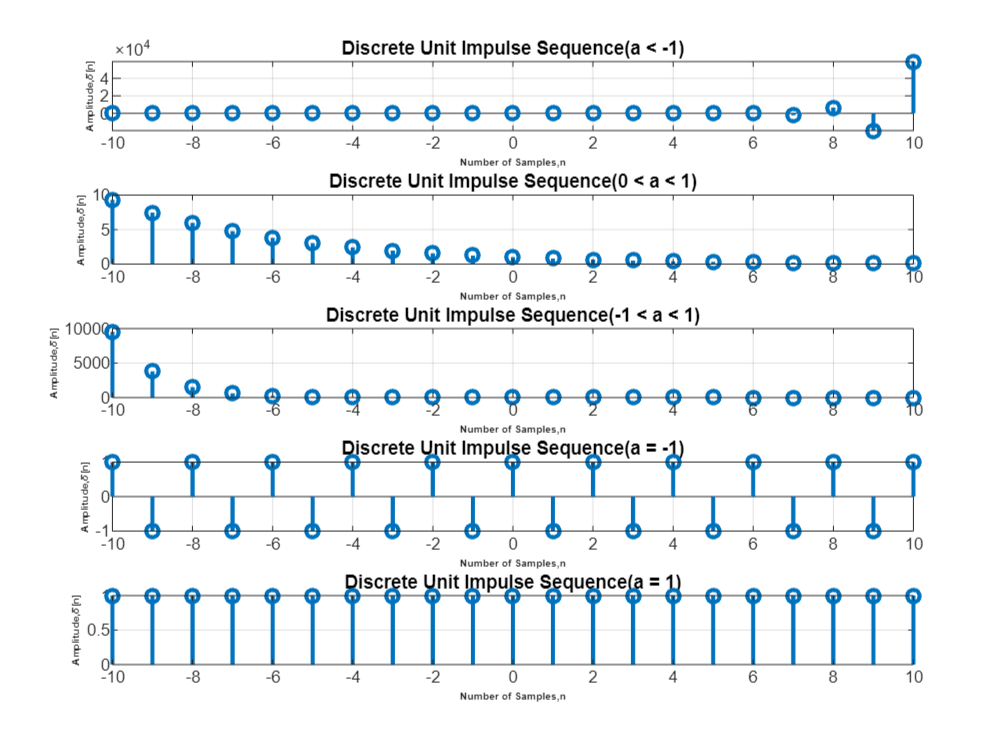 Discrete Unit Impulse Sequence(a < -1)
×10⁴
4
2
0
Amplitude,δ[n]
-10 -8 -6 -4 -2 0 2 4 6 8 10
Number of Samples,n
Discrete Unit Impulse Sequence(0 < a < 1)
10
5
0
Amplitude,δ[n]
-10 -8 -6 -4 -2 0 2 4 6 8 10
Number of Samples,n
Discrete Unit Impulse Sequence(-1 < a < 1)
10000
5000
0
Amplitude,δ[n]
-10 -8 -6 -4 -2 0 2 4 6 8 10
Number of Samples,n
Discrete Unit Impulse Sequence(a = -1)
0
-1
Amplitude,δ[n]
-10 -8 -6 -4 -2 0 2 4 6 8 10
Number of Samples,n
Discrete Unit Impulse Sequence(a = 1)
0.5
0
Amplitude,δ[n]
-10 -8 -6 -4 -2 0 2 4 6 8 10
Number of Samples,n